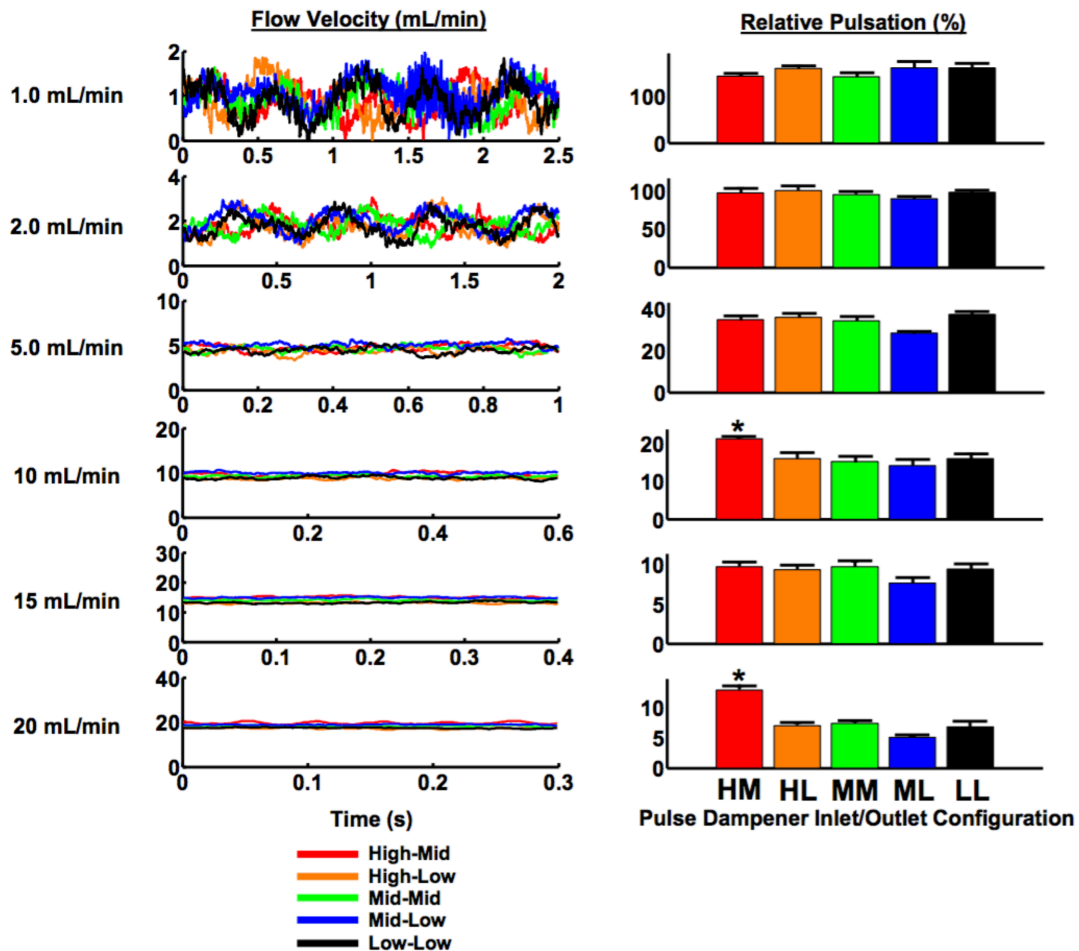 Flow Velocity (mL/min)
Relative Pulsation (%)
1.0 mL/min
2
1
0
0 0.5 1 1.5 2 2.5
100
0
2.0 mL/min
4
2
0
0 0.5 1 1.5 2
100
50
0
5.0 mL/min
10
5
0
0 0.2 0.4 0.6 0.8 1
40
20
0
10 mL/min
20
10
0
0 0.2 0.4 0.6
*
20
10
0
15 mL/min
30
20
10
0
0 0.1 0.2 0.3 0.4
10
5
0
20 mL/min
40
20
0
0 0.1 0.2 0.3
*
10
5
0
HM HL MM ML LL
Time (s)
Pulse Dampener Inlet/Outlet Configuration
High-Mid
High-Low
Mid-Mid
Mid-Low
Low-Low